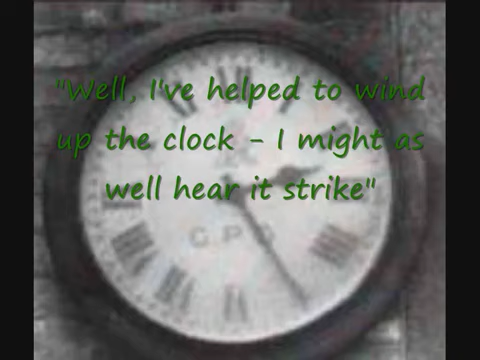 "Well, I've helped to wind
up the clock - I might as
well hear it strike"
G.P.O